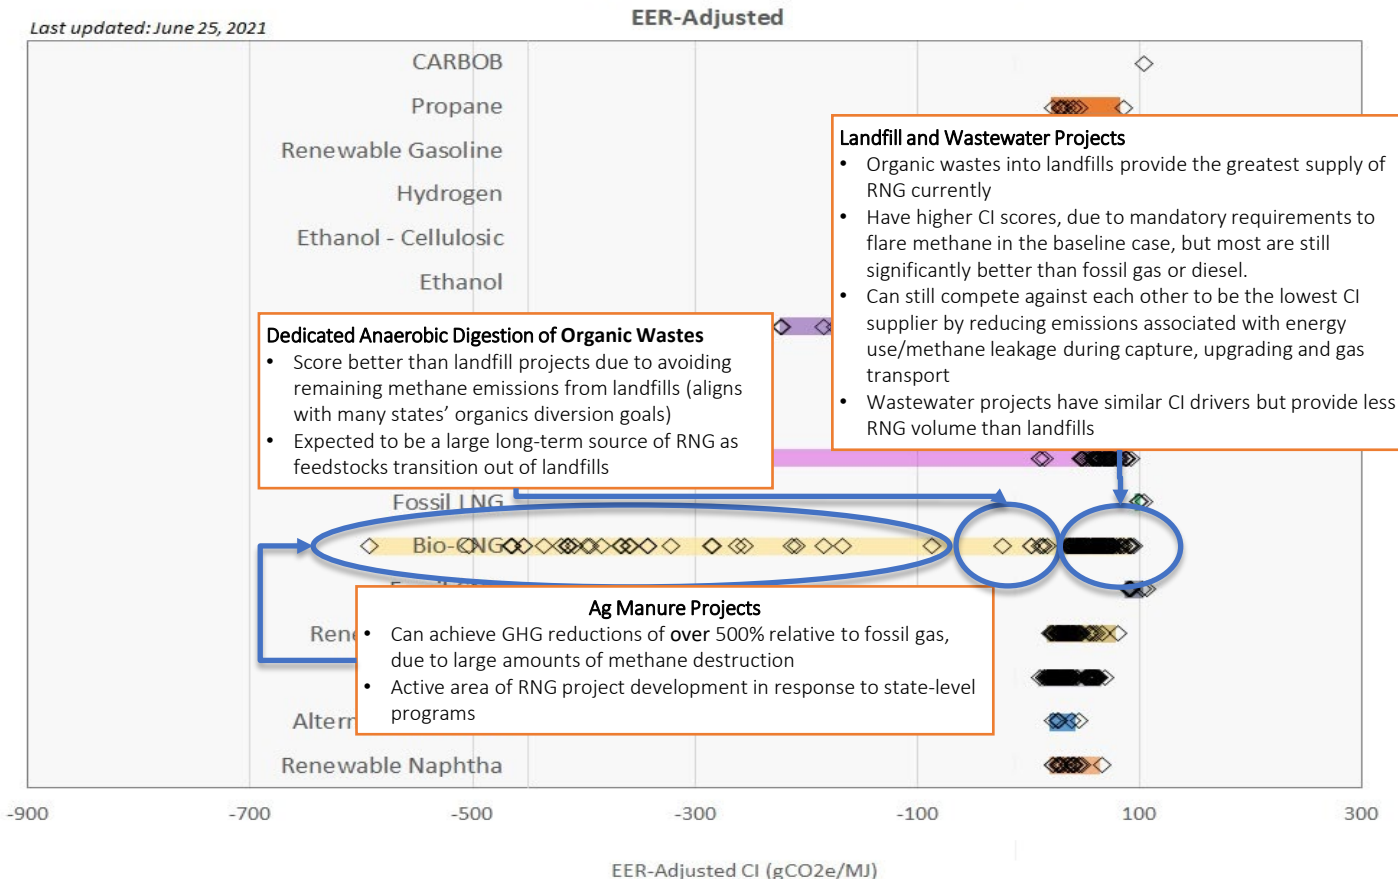 EER-Adjusted
Last updated: June 25, 2021
CARBOB
Propane
Renewable Gasoline
Hydrogen
Ethanol - Cellulosic
Ethanol
Landfill and Wastewater Projects
• Organic wastes into landfills provide the greatest supply of
RNG currently
• Have higher CI scores, due to mandatory requirements to
flare methane in the baseline case, but most are still
significantly better than fossil gas or diesel.
• Can still compete against each other to be the lowest CI
supplier by reducing emissions associated with energy
use/methane leakage during capture, upgrading and gas
transport
• Wastewater projects have similar CI drivers but provide less
RNG volume than landfills
Dedicated Anaerobic Digestion of Organic Wastes
• Score better than landfill projects due to avoiding
remaining methane emissions from landfills (aligns
with many states’ organics diversion goals)
• Expected to be a large long-term source of RNG as
feedstocks transition out of landfills
Fossil LNG
Bio-CNG
Ag Manure Projects
• Can achieve GHG reductions of over 500% relative to fossil gas,
due to large amounts of methane destruction
• Active area of RNG project development in response to state-level
programs
Rene
Altern
Renewable Naphtha
-900 -700 -500 -300 -100 100 300
EER-Adjusted CI (gCO2e/MJ)